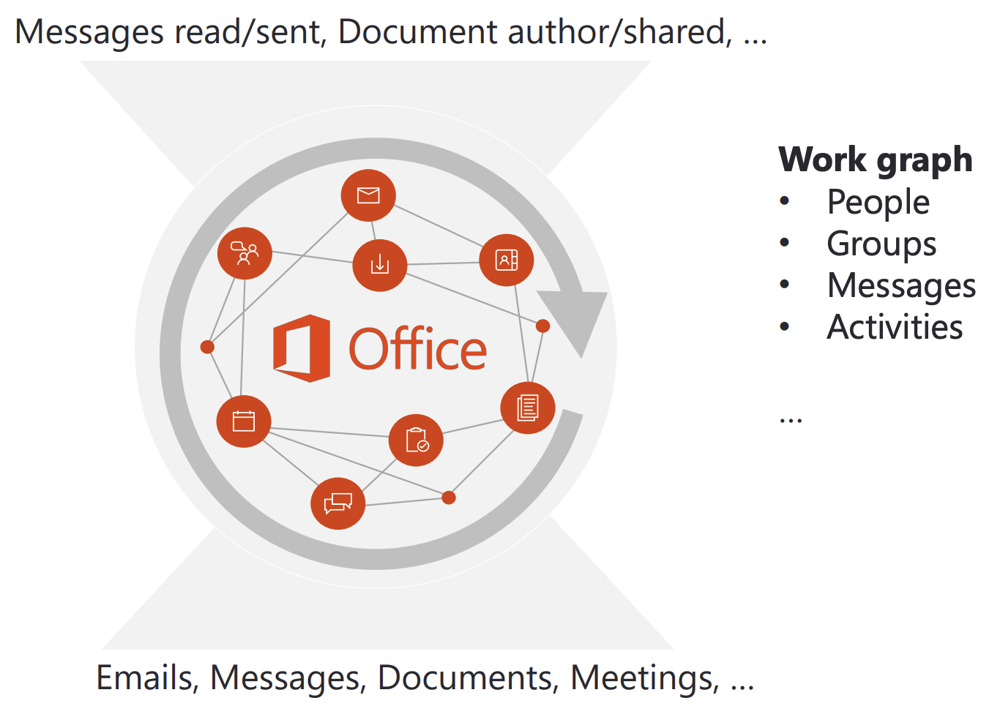 Messages read/sent, Document author/shared, ...
Work graph
• People
• Groups
• Messages
• Activities
...
Office
Emails, Messages, Documents, Meetings, ...